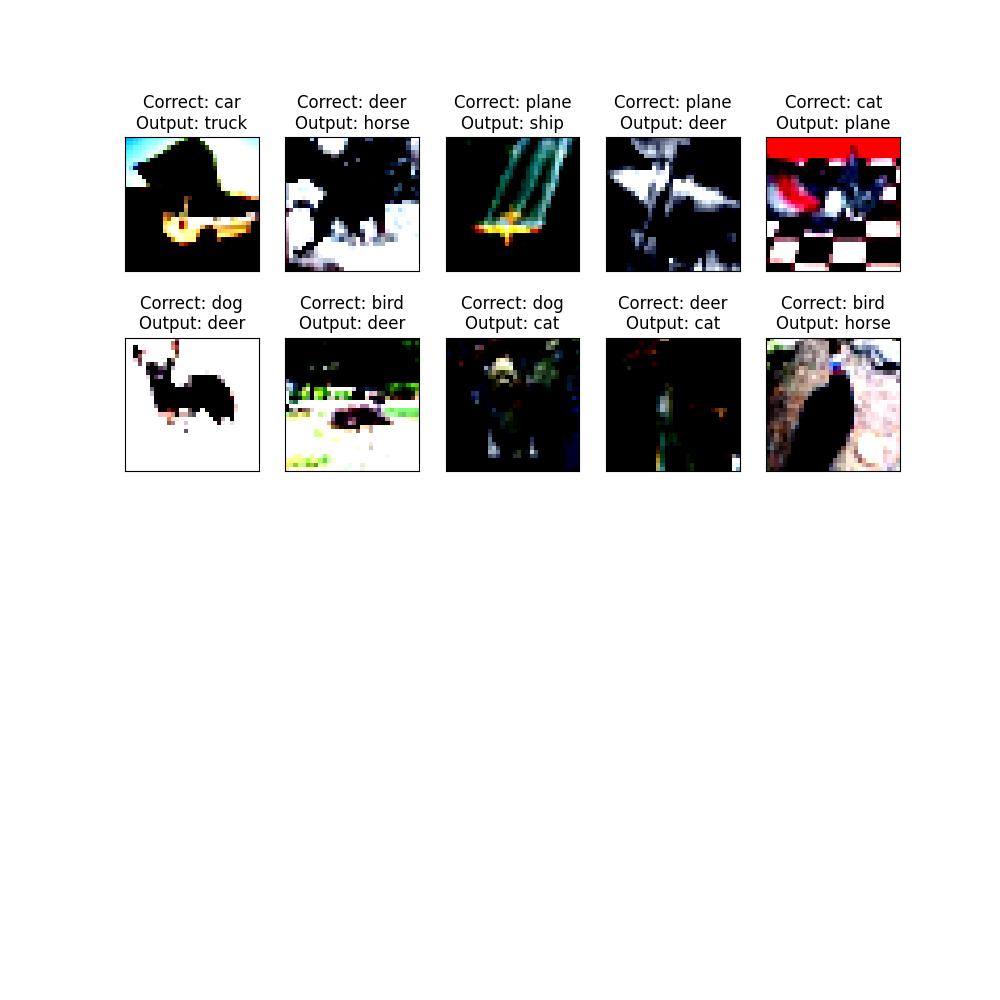 Correct: car
Output: truck
Correct: deer
Output: horse
Correct: plane
Output: ship
Correct: plane
Output: deer
Correct: cat
Output: plane
Correct: dog
Output: deer
Correct: bird
Output: deer
Correct: dog
Output: cat
Correct: deer
Output: cat
Correct: bird
Output: horse